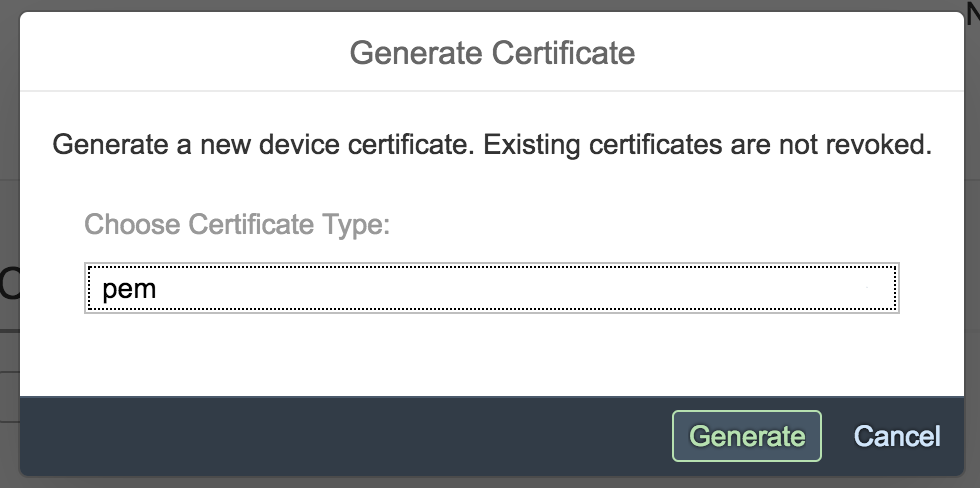 Generate Certificate
Generate a new device certificate. Existing certificates are not revoked.
Choose Certificate Type:
pem
Generate Cancel